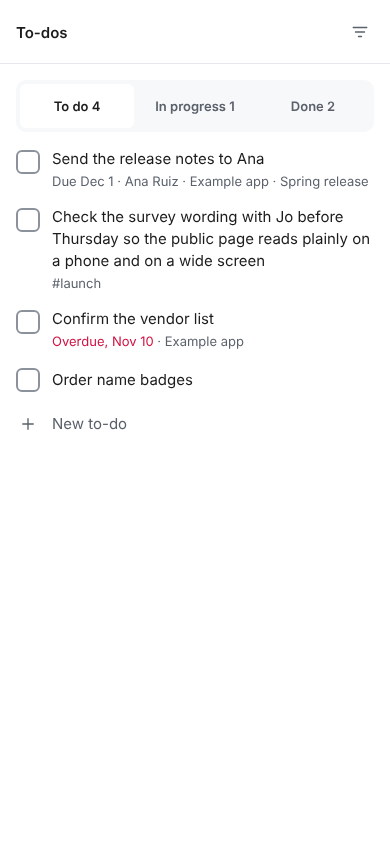 To-dos
To do 4
In progress 1
Done 2
Send the release notes to Ana
Due Dec 1 · Ana Ruiz · Example app · Spring release
Check the survey wording with Jo before
Thursday so the public page reads plainly on
a phone and on a wide screen
#launch
Confirm the vendor list
Overdue, Nov 10 · Example app
Order name badges
New to-do